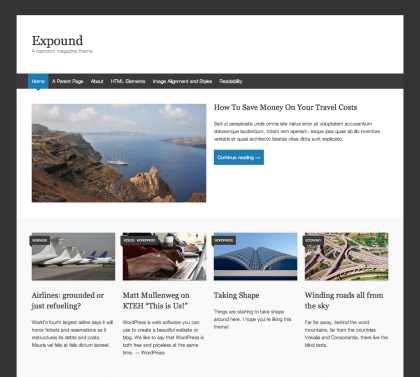 Expound
A topnotch magazine theme
Home A Parent Page About HTML Elements Image Alignment and Styles Readability
How To Save Money On Your Travel Costs
Sed ut perspiciatis unde omnis iste natus error sit voluptatem accusantium
doloremque laudantium, totam rem aperiam, eaque ipsa quae ab illo inventore
veritatis et quasi architecto beatae vitae dicta sunt explicabo.
Continue reading →
BUSINESS
Airlines: grounded or
just refueling?
World's fourth largest airline says it will
honor tickets and reservations as it
restructures its debts and costs.
Mauris vel felis at felis dictum laoreet.
VIDEOS WORDPRESS
Matt Mullenweg on
KTEH “This is Us!”
WordPress is web software you can
use to create a beautiful website or
blog. We like to say that WordPress is
both free and priceless at the same
time. — WordPress
WORDPRESS
Taking Shape
Things are starting to take shape
around here. I hope you're liking this
theme!
ECONOMY
Winding roads all from
the sky
Far far away, behind the word
mountains, far from the countries
Vokalia and Consonantia, there live the
blind texts.